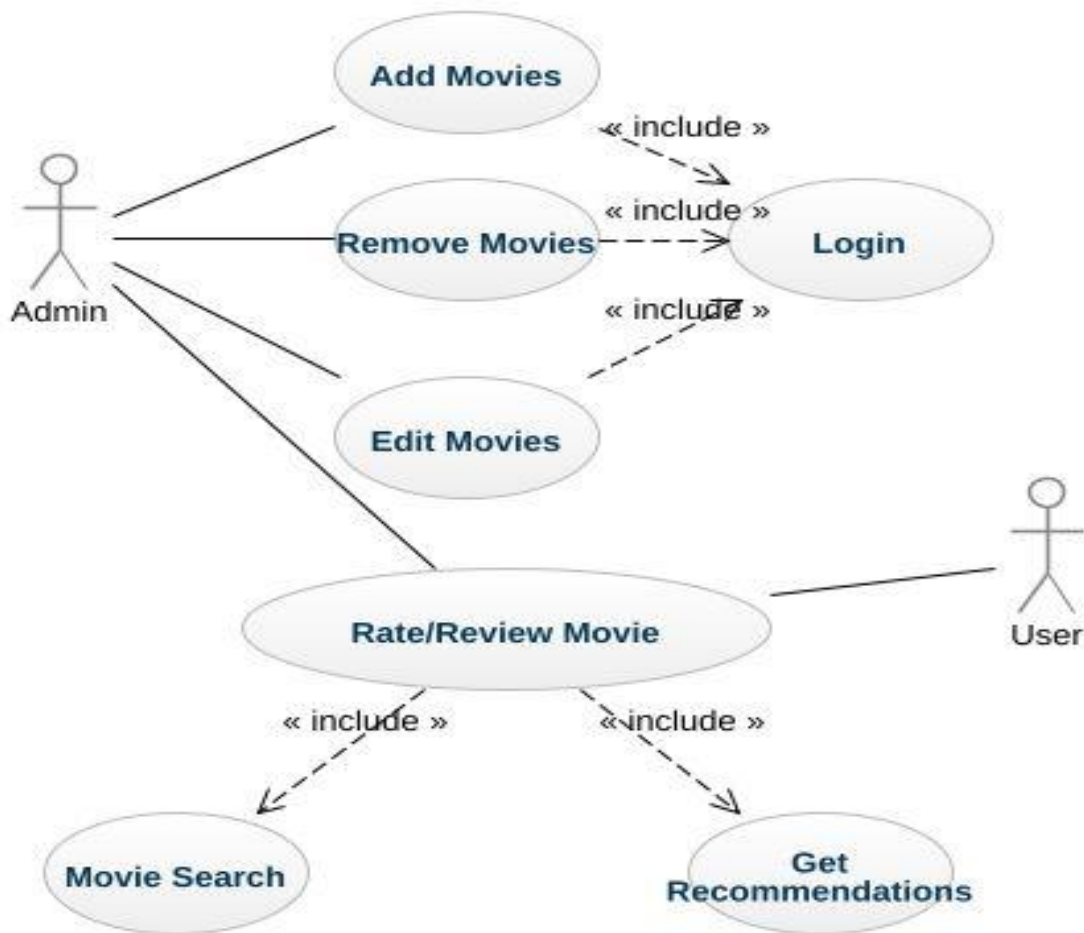 Add Movies
« include »
« include »
Remove Movies
Login
Admin
« include »
Edit Movies
Rate/Review Movie
User
« include »
« include »
Movie Search
Get
Recommendations